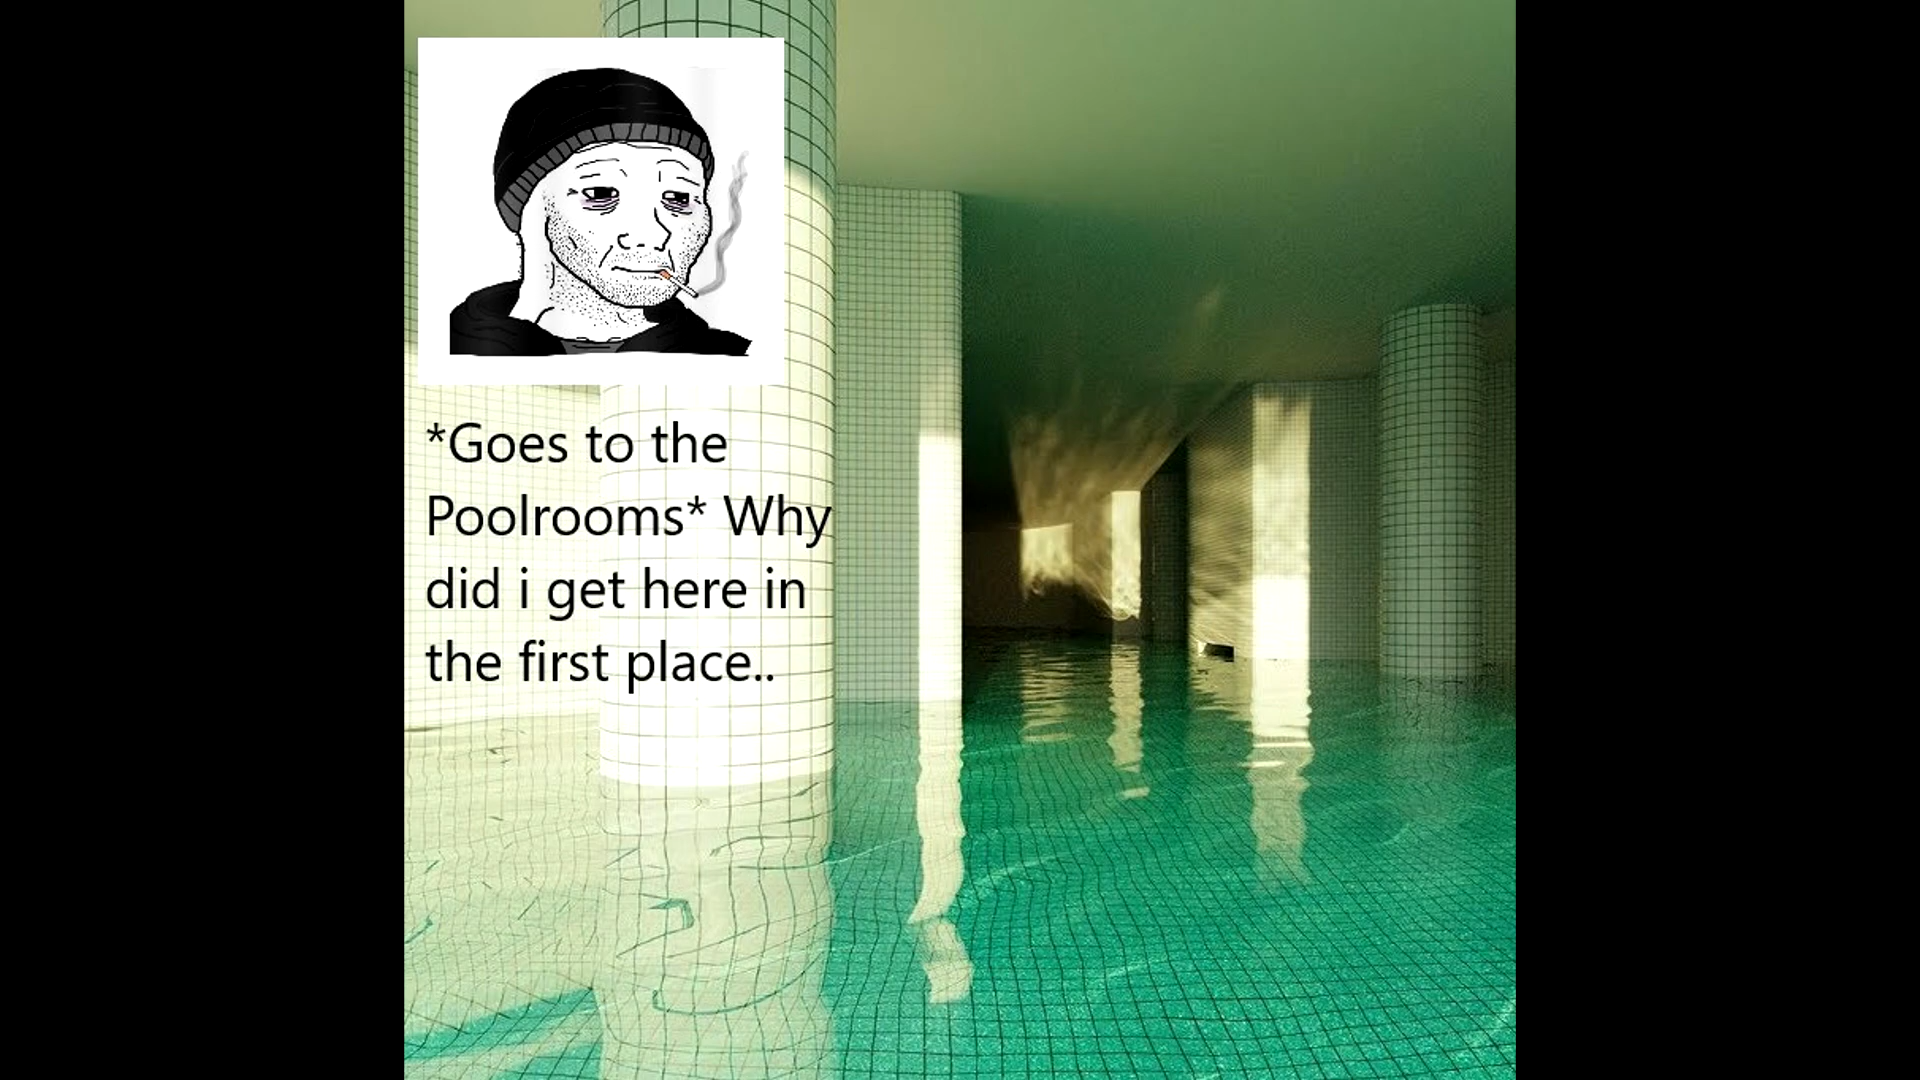 *Goes to the
Poolrooms* Why
did i get here in
the first place..